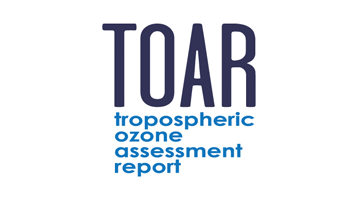 TOAR
tropospheric
ozone
assessment
report